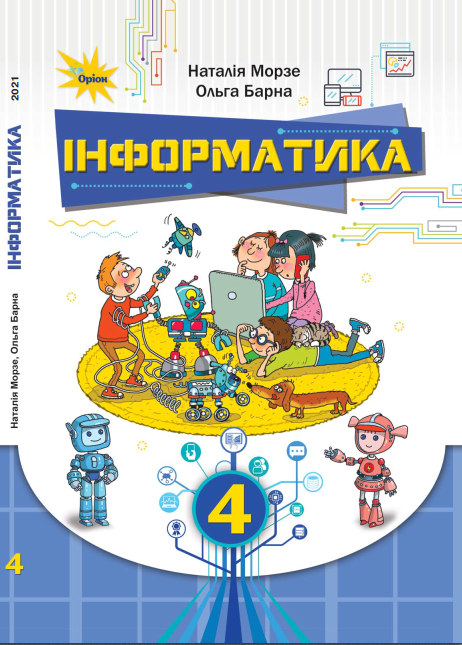 Оріон
Наталія Морзе
Ольга Барна
ІНФОРМАТИКА
4
2021
ІНФОРМАТИКА
Наталія Морзе, Ольга Барна
4